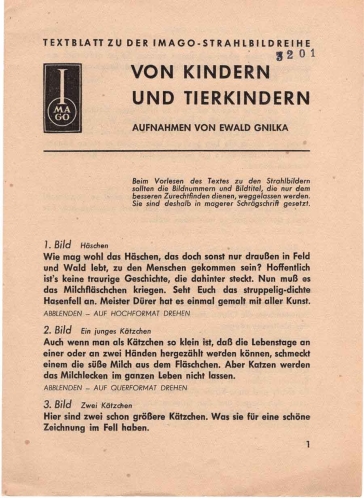 TEXTBLATT ZU DER IMAGO-STRAHLBILDREIHE
3201
I
MA
GO
VON KINDERN
UND TIERKINDERN
AUFNAHMEN VON EWALD GNILKA
Beim Vorlesen des Textes zu den Strahlbildern
sollten die Bildnummern und Bildtitel, die nur dem
besseren Zurechtfinden dienen, weggelassen werden.
Sie sind deshalb in magerer Schrägschrift gesetzt.
1. Bild Häschen
Wie mag wohl das Häschen, das doch sonst nur draußen in Feld
und Wald lebt, zu den Menschen gekommen sein? Hoffentlich
ist's keine traurige Geschichte, die dahinter steckt. Nun muß es
das Milchfläschchen kriegen. Seht Euch das struppelig-dichte
Hasenfell an. Meister Dürer hat es einmal gemalt mit aller Kunst.
ABBLENDEN – AUF HOCHFORMAT DREHEN
2. Bild Ein junges Kätzchen
Auch wenn man als Kätzchen so klein ist, daß die Lebenstage an
einer oder an zwei Händen hergezählt werden können, schmeckt
einem die süße Milch aus dem Fläschchen. Aber Katzen werden
das Milchlecken im ganzen Leben nicht lassen.
ABBLENDEN – AUF QUERFORMAT DREHEN
3. Bild Zwei Kätzchen
Hier sind zwei schon größere Kätzchen. Was sie für eine schöne
Zeichnung im Fell haben.
1